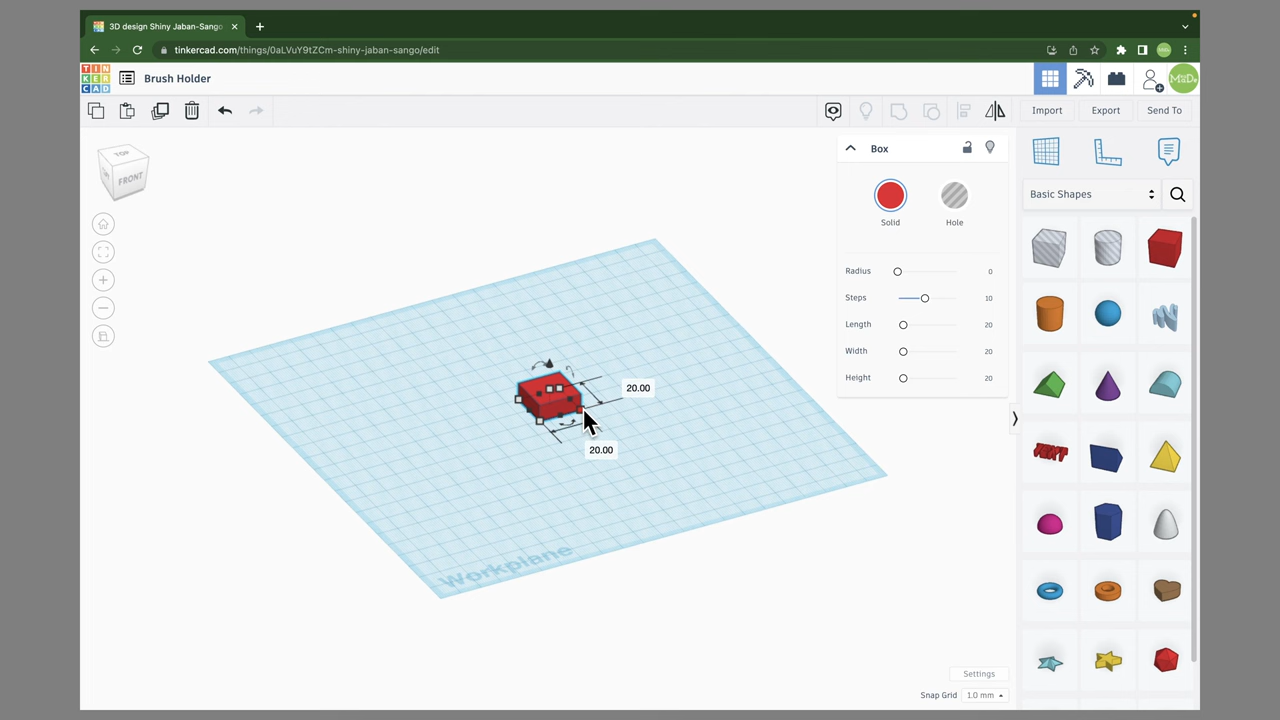 3D design Shiny Jaban-Sango
tinkercad.com/things/0aLVuY9tZCm-shiny-jaban-sango/edit
TIN
KER
CAD
Brush Holder
MaDe
Import
Export
Send To
TOP
FRONT
Box
Solid
Hole
Radius 0
Steps 10
Length 20
Width 20
Height 20
Basic Shapes
20.00
20.00
Workplane
Settings
Snap Grid 1.0 mm